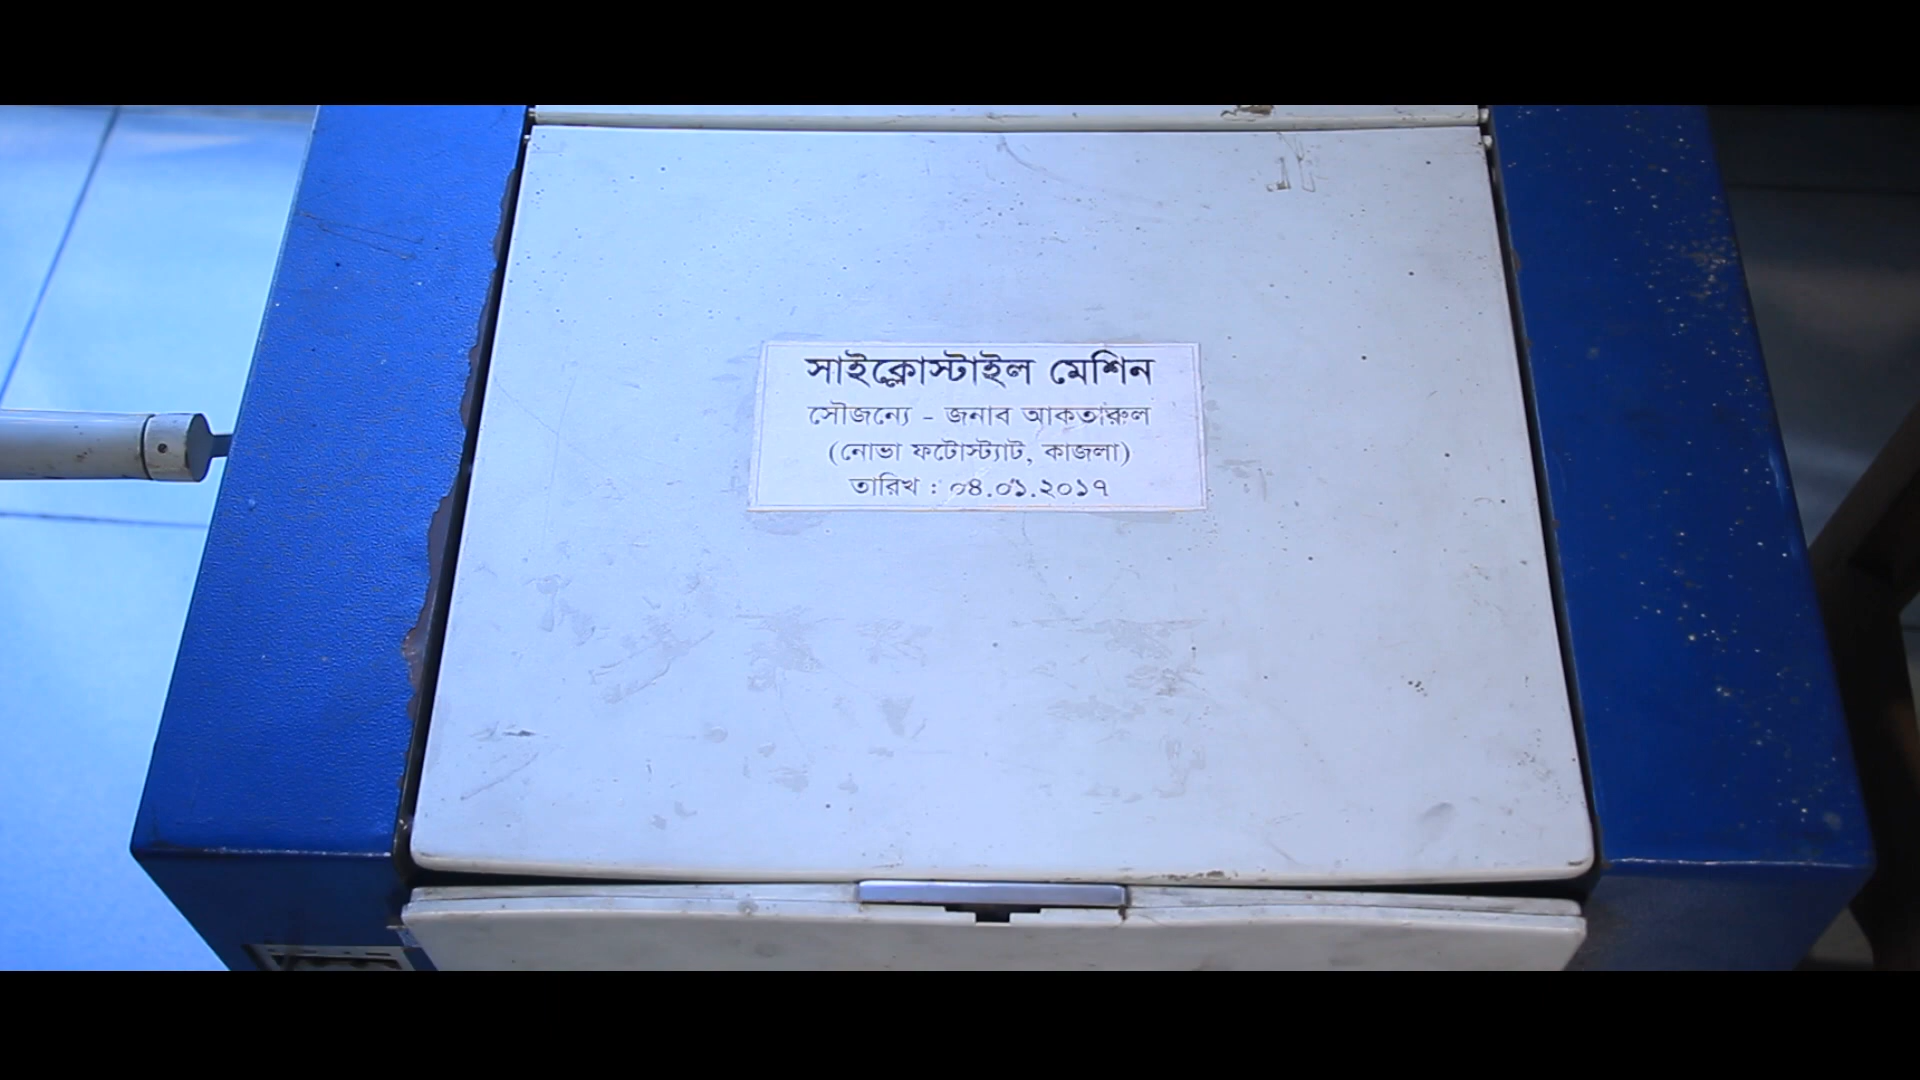 সাইক্লোস্টাইল মেশিন
সৌজন্যে - জনাব আকতারুল
(নোভা ফটোস্ট্যাট, কাজলা)
তারিখ : ০৪.০১.২০১৭